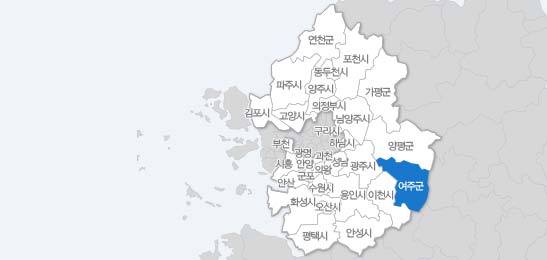 연천군
포천시
동두천시
파주시
양주시
가평군
의정부시
김포시
고양시
남양주시
구리시
부천
하남시
양평군
광명
과천
시흥
안양
의왕
성남
광주시
안산
군포
수원시
용인시
이천시
여주군
화성시
오산시
평택시
안성시